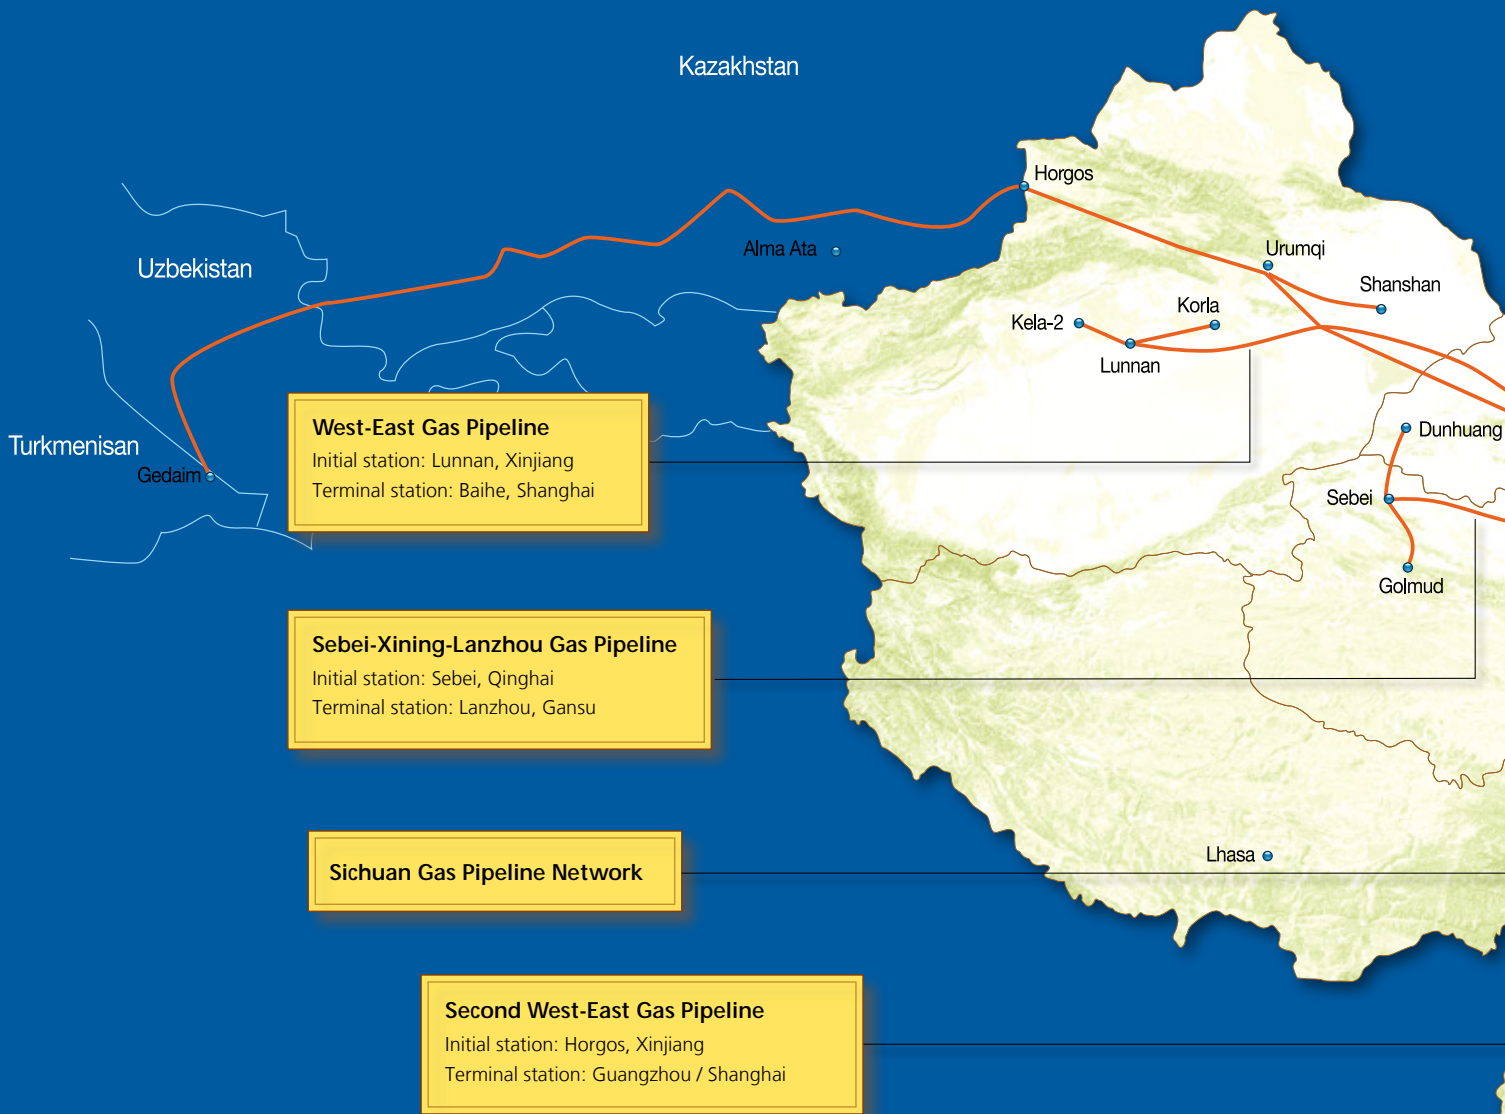 Kazakhstan
Horgos
Alma Ata
Urumqi
Uzbekistan
Shanshan
Korla
Kela-2
Lunnan
Turkmenisan
Gedaim
Dunhuang
Sebei
Golmud
Lhasa
West-East Gas Pipeline
Initial station: Lunnan, Xinjiang
Terminal station: Baihe, Shanghai
Sebei-Xining-Lanzhou Gas Pipeline
Initial station: Sebei, Qinghai
Terminal station: Lanzhou, Gansu
Sichuan Gas Pipeline Network
Second West-East Gas Pipeline
Initial station: Horgos, Xinjiang
Terminal station: Guangzhou / Shanghai